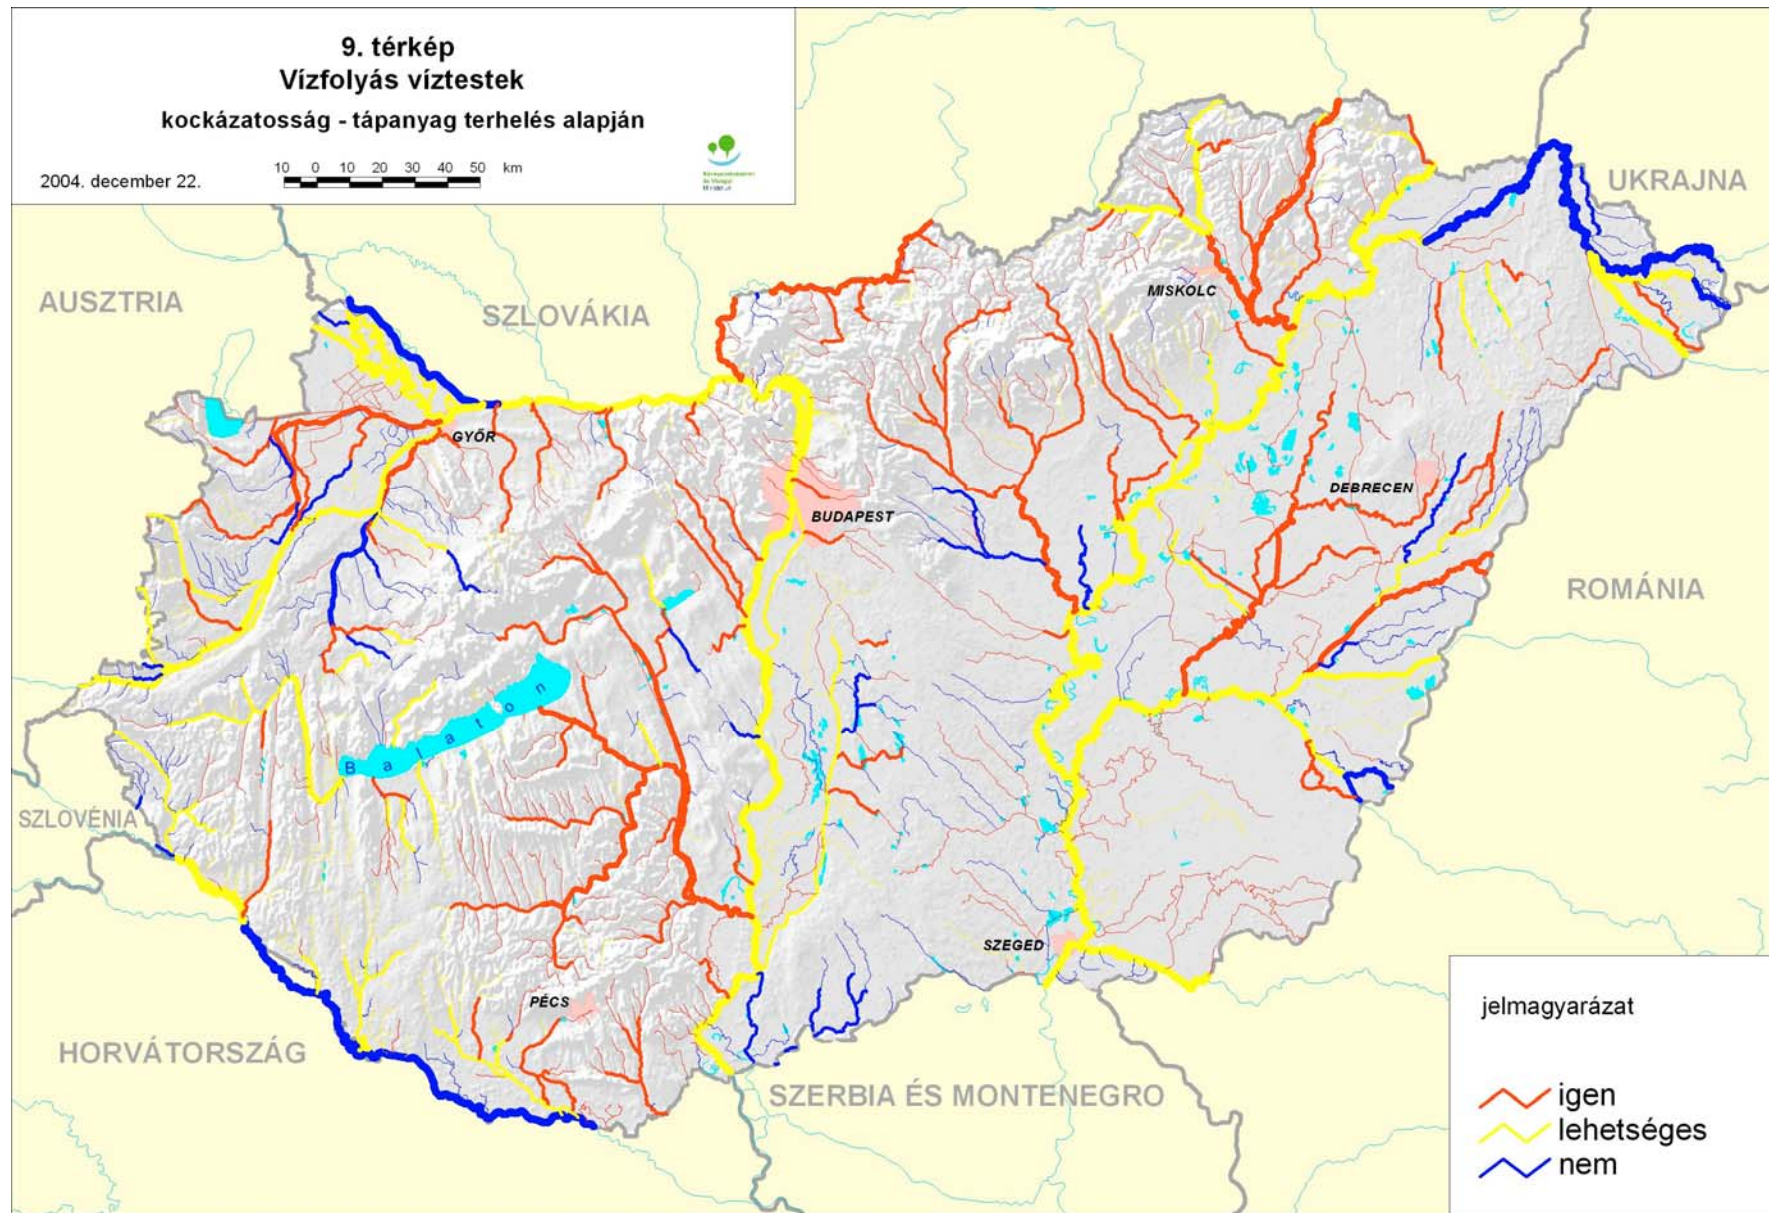 9. térkép
Vízfolyás víztestek
kockázatosság - tápanyag terhelés alapján
2004. december 22.
10 0 10 20 30 40 50 km
UKRAJNA
AUSZTRIA
SZLOVÁKIA
MISKOLC
GYŐR
DEBRECEN
BUDAPEST
ROMÁNIA
Balaton
SZLOVÉNIA
SZEGED
PÉCS
HORVÁTORSZÁG
SZERBIA ÉS MONTENEGRO
jelmagyarázat
igen
lehetséges
nem